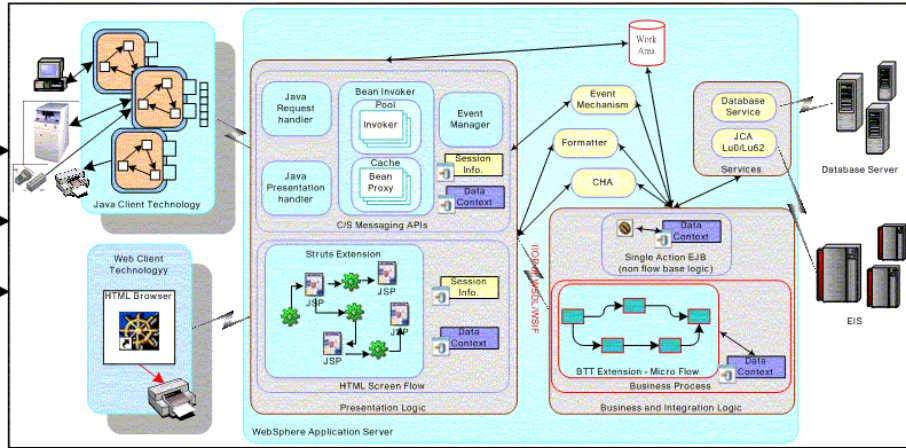 Java Client Technology
Web Client
Technologyy
HTML Browser
Java
Request
handler
Java
Presentation
handler
Bean Invoker
Pool
Invoker
Cache
Bean
Proxy
Event
Manager
Session
Info.
Data
Context
C/S Messaging APIs
Struts Extension
JSP
JSP
JSP
JSP
Session
Info.
Data
Context
HTML Screen Flow
Presentation Logic
WebSphere Application Server
Work
Area
Event
Mechanism
Formatter
CHA
Database
Service
JCA
Lu0/Lu62
Services
Data
Context
Single Action EJB
(non flow base logic)
BTT Extension - Micro Flow
Data
Context
Business Process
Business and Integration Logic
Database Server
EIS